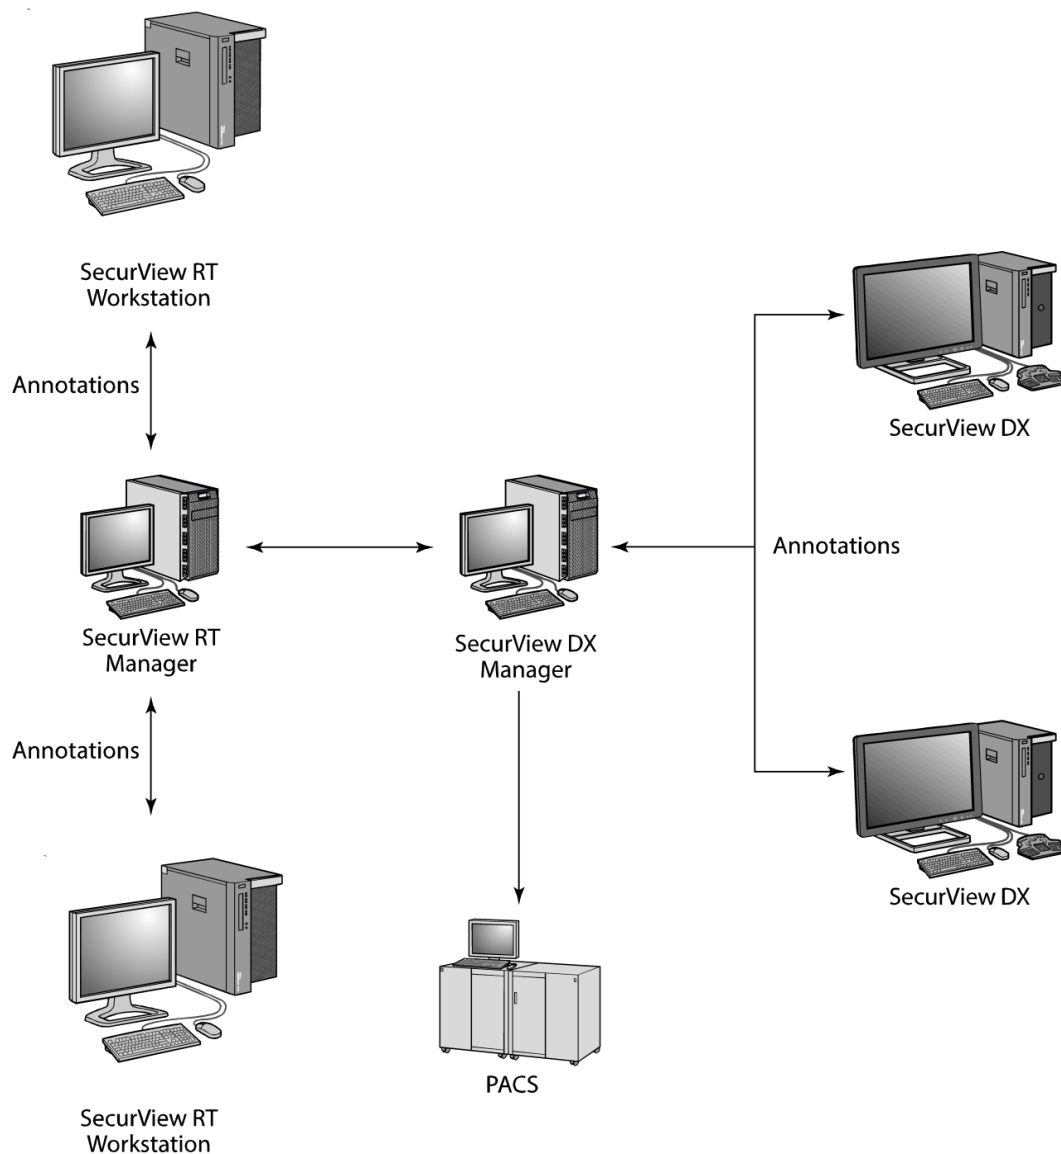 SecurView RT
Workstation
Annotations
SecurView DX
SecurView RT
Manager
SecurView DX
Manager
Annotations
Annotations
SecurView DX
PACS
SecurView RT
Workstation